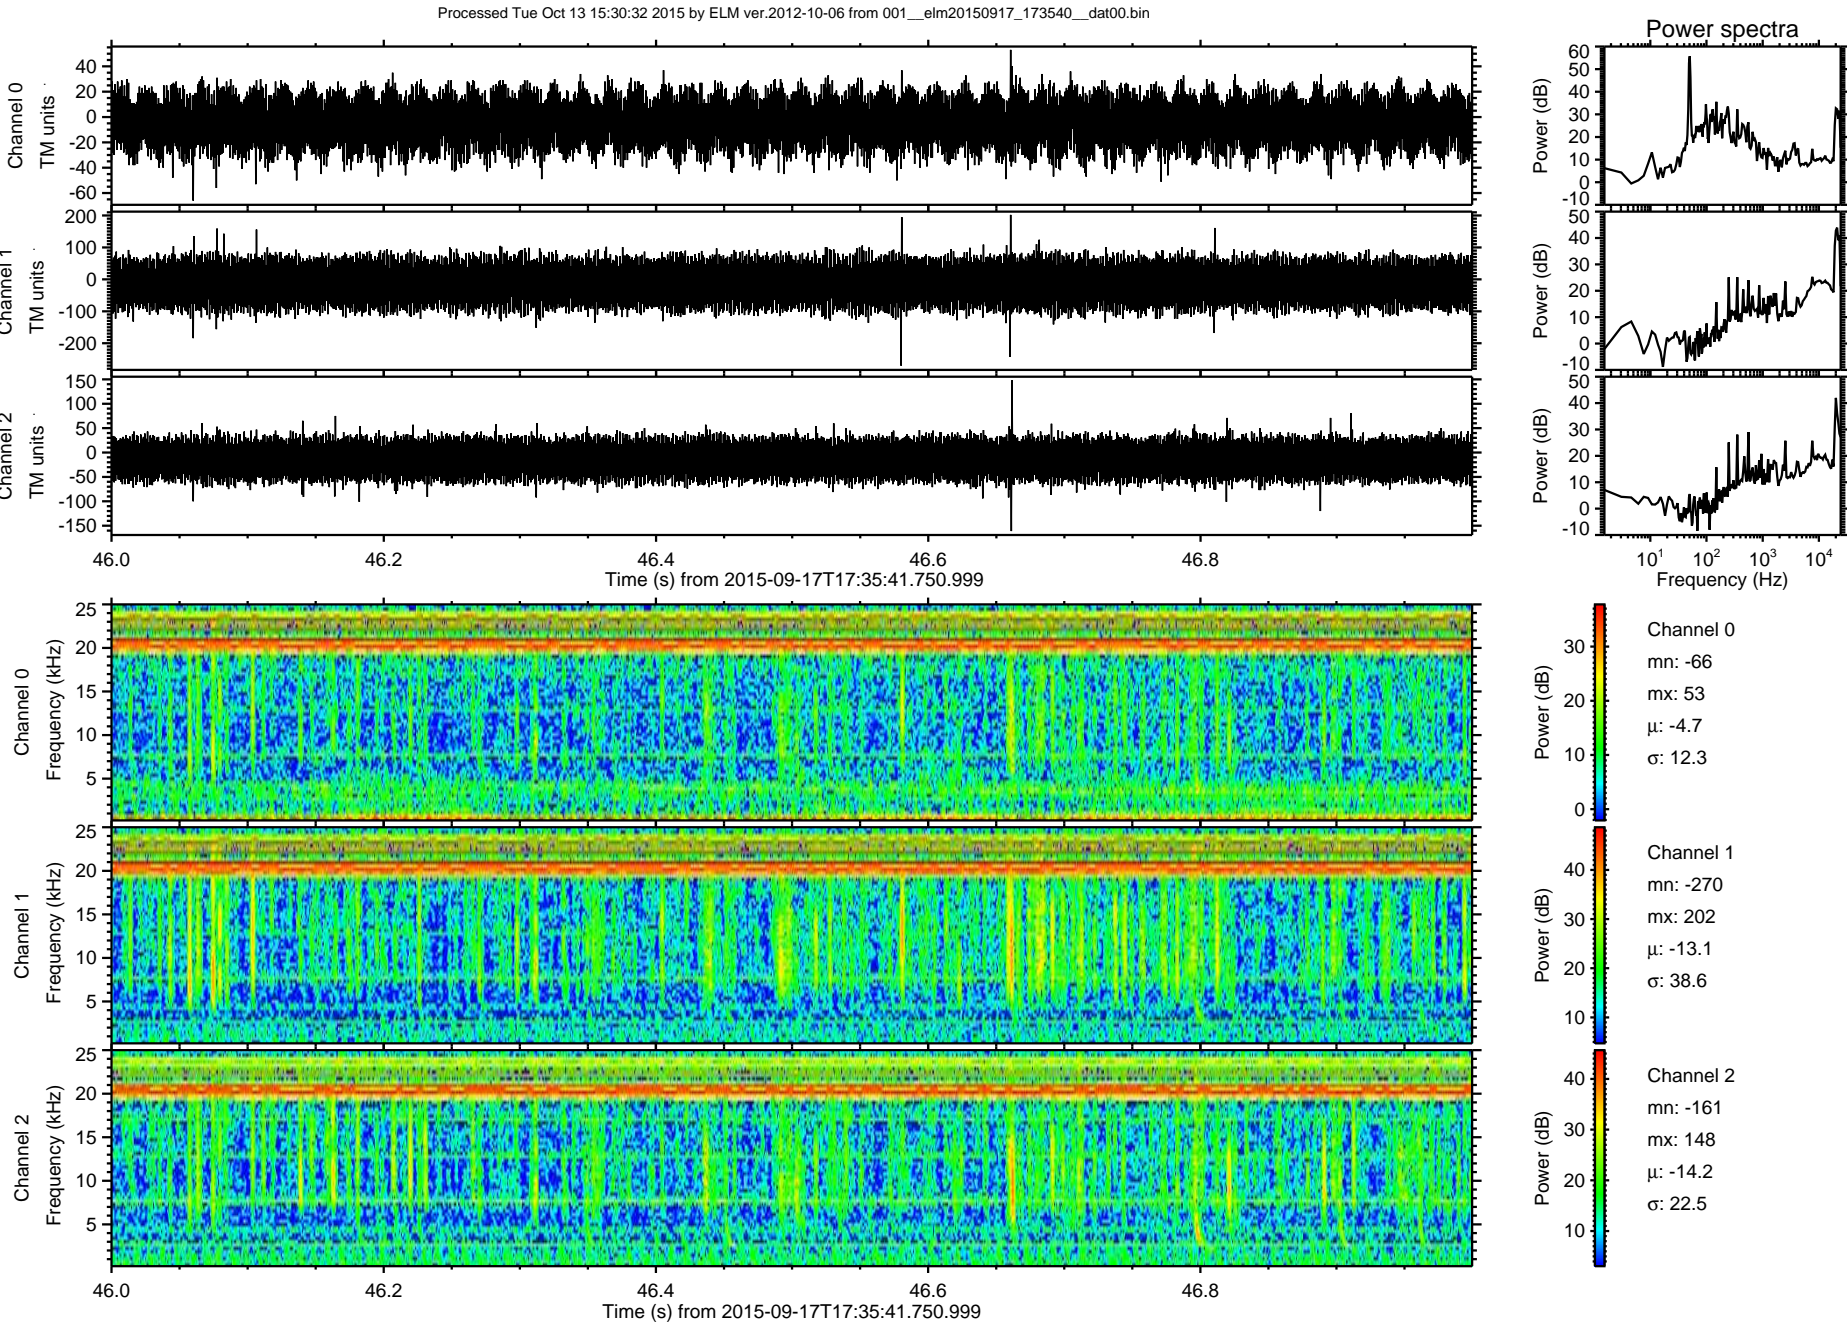 Processed Tue Oct 13 15:30:32 2015 by ELM ver.2012-10-06 from 001__elm20150917_173540__dat00.bin
Power spectra
Channel 0
TM units
40
20
0
-20
-40
-60
Power (dB)
60
50
40
30
20
10
0
-10
Channel 1
TM units
200
100
0
-100
-200
Power (dB)
50
40
30
20
10
0
-10
Channel 2
TM units
150
100
50
0
-50
-100
-150
Power (dB)
50
40
30
20
10
0
-10
46.0 46.2 46.4 46.6 46.8
Time (s) from 2015-09-17T17:35:41.750.999
10¹ 10² 10³ 10⁴
Frequency (Hz)
Channel 0
Frequency (kHz)
25
20
15
10
5
Power (dB)
30
20
10
0
Channel 0
mn: -66
mx: 53
μ: -4.7
σ: 12.3
Channel 1
Frequency (kHz)
25
20
15
10
5
Power (dB)
40
30
20
10
Channel 1
mn: -270
mx: 202
μ: -13.1
σ: 38.6
Channel 2
Frequency (kHz)
25
20
15
10
5
Power (dB)
40
30
20
10
Channel 2
mn: -161
mx: 148
μ: -14.2
σ: 22.5
46.0 46.2 46.4 46.6 46.8
Time (s) from 2015-09-17T17:35:41.750.999